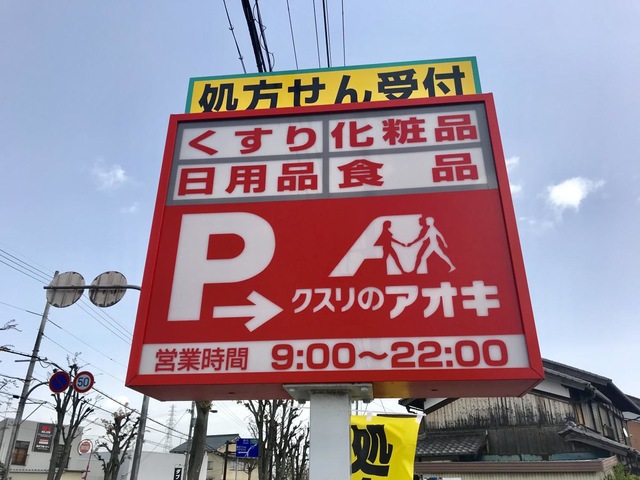 処方せん受付
くすり 化粧品
日用品 食品
P→
クスリのアオキ
営業時間 9:00〜22:00
50
処